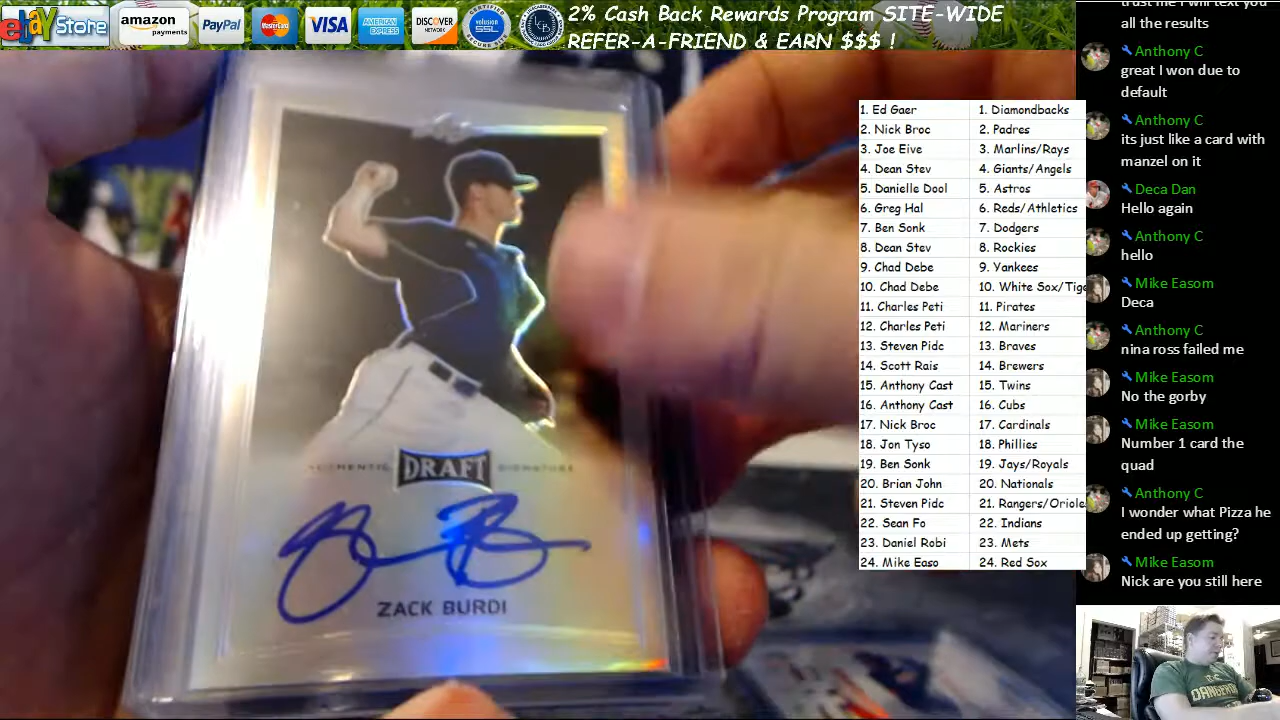 ebay Store
amazon payments
PayPal
MasterCard
VISA
AMERICAN EXPRESS
DISCOVER NETWORK
volusion SSL
2% Cash Back Rewards Program SITE-WIDE
REFER-A-FRIEND & EARN $$$ !
1. Ed Gaer 1. Diamondbacks
2. Nick Broc 2. Padres
3. Joe Eive 3. Marlins/Rays
4. Dean Stev 4. Giants/Angels
5. Danielle Dool 5. Astros
6. Greg Hal 6. Reds/Athletics
7. Ben Sonk 7. Dodgers
8. Dean Stev 8. Rockies
9. Chad Debe 9. Yankees
10. Chad Debe 10. White Sox/Tige
11. Charles Peti 11. Pirates
12. Charles Peti 12. Mariners
13. Steven Pidc 13. Braves
14. Scott Rais 14. Brewers
15. Anthony Cast 15. Twins
16. Anthony Cast 16. Cubs
17. Nick Broc 17. Cardinals
18. Jon Tyso 18. Phillies
19. Ben Sonk 19. Jays/Royals
20. Brian John 20. Nationals
21. Steven Pidc 21. Rangers/Oriole
22. Sean Fo 22. Indians
23. Daniel Robi 23. Mets
24. Mike Easo 24. Red Sox
AUTHENTIC DRAFT SIGNATURE
ZACK BURDI
trust me I will text you
all the results
Anthony C
great I won due to
default
Anthony C
its just like a card with
manzel on it
Deca Dan
Hello again
Anthony C
hello
Mike Easom
Deca
Anthony C
nina ross failed me
Mike Easom
No the gorby
Mike Easom
Number 1 card the
quad
Anthony C
I wonder what Pizza he
ended up getting?
Mike Easom
Nick are you still here